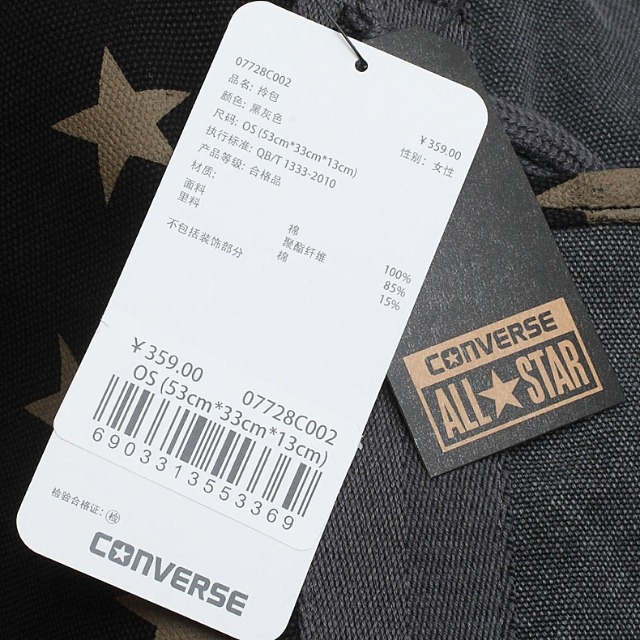 07728C002
品名: 拎包
颜色: 黑灰色
尺码: OS (53cm*33cm*13cm)
执行标准: QB/T 1333-2010
产品等级: 合格品
¥359.00
性别: 女性
材质:
面料 棉 100%
里料 聚酯纤维 85%
棉 15%
不包括装饰部分
¥359.00 07728C002
OS (53cm*33cm*13cm)
6903313553369
检验合格证: 检
CONVERSE
CONVERSE
ALL STAR